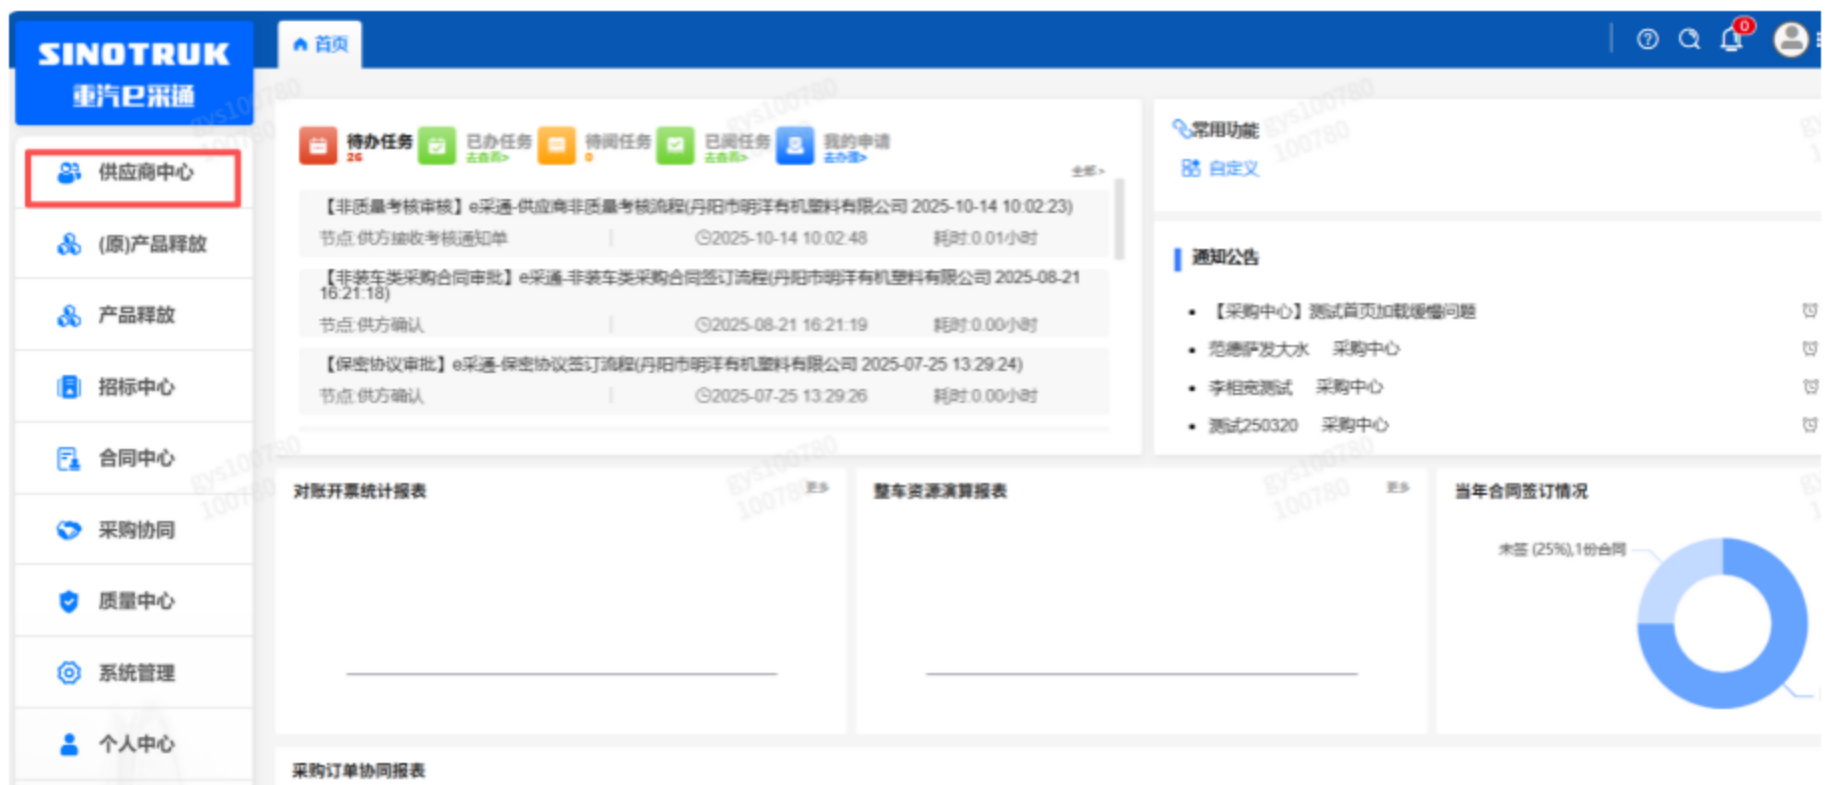 SINOTRUK
重汽e采通
首页
0
供应商中心
(原)产品释放
产品释放
招标中心
合同中心
采购协同
质量中心
系统管理
个人中心
待办任务
26
已办任务
去查看>
待阅任务
0
已阅任务
去查看>
我的申请
去办理>
全部>
【非质量考核审核】e采通-供应商非质量考核流程(丹阳市明洋有机塑料有限公司 2025-10-14 10:02:23)
节点:供方接收考核通知单
2025-10-14 10:02:48
耗时:0.01小时
【非装车类采购合同审批】e采通-非装车类采购合同签订流程(丹阳市明洋有机塑料有限公司 2025-08-21
16:21:18)
节点:供方确认
2025-08-21 16:21:19
耗时:0.00小时
【保密协议审批】e采通-保密协议签订流程(丹阳市明洋有机塑料有限公司 2025-07-25 13:29:24)
节点:供方确认
2025-07-25 13:29:26
耗时:0.00小时
常用功能
自定义
通知公告
【采购中心】测试首页加载缓慢问题
范德萨发大水 采购中心
李相宽测试 采购中心
测试250320 采购中心
对账开票统计报表
更多
整车资源演算报表
更多
当年合同签订情况
未签 (25%),1份合同
采购订单协同报表
gys100780
100780